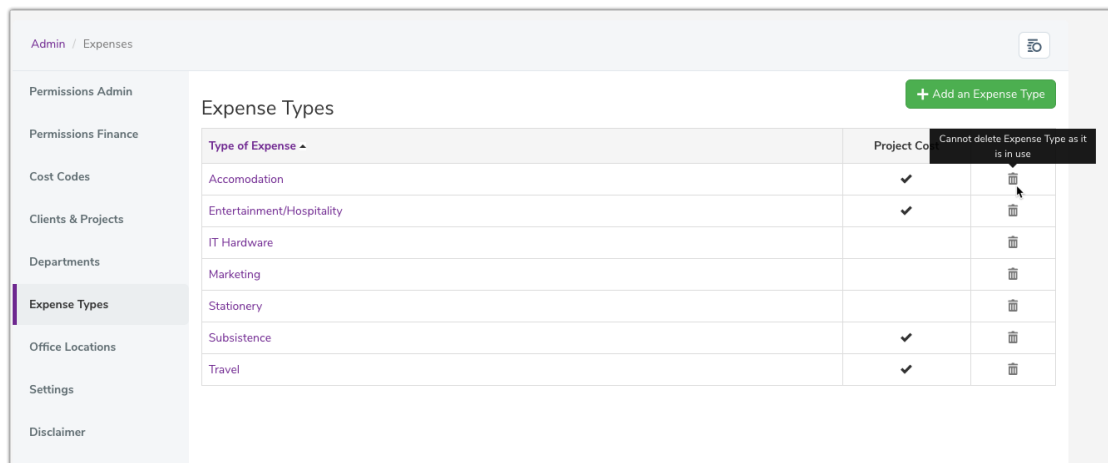 Admin / Expenses
Permissions Admin
Permissions Finance
Cost Codes
Clients & Projects
Departments
Expense Types
Office Locations
Settings
Disclaimer
Expense Types
+ Add an Expense Type
Type of Expense
Project
Cannot delete Expense Type as it
is in use
Accomodation
Entertainment/Hospitality
IT Hardware
Marketing
Stationery
Subsistence
Travel